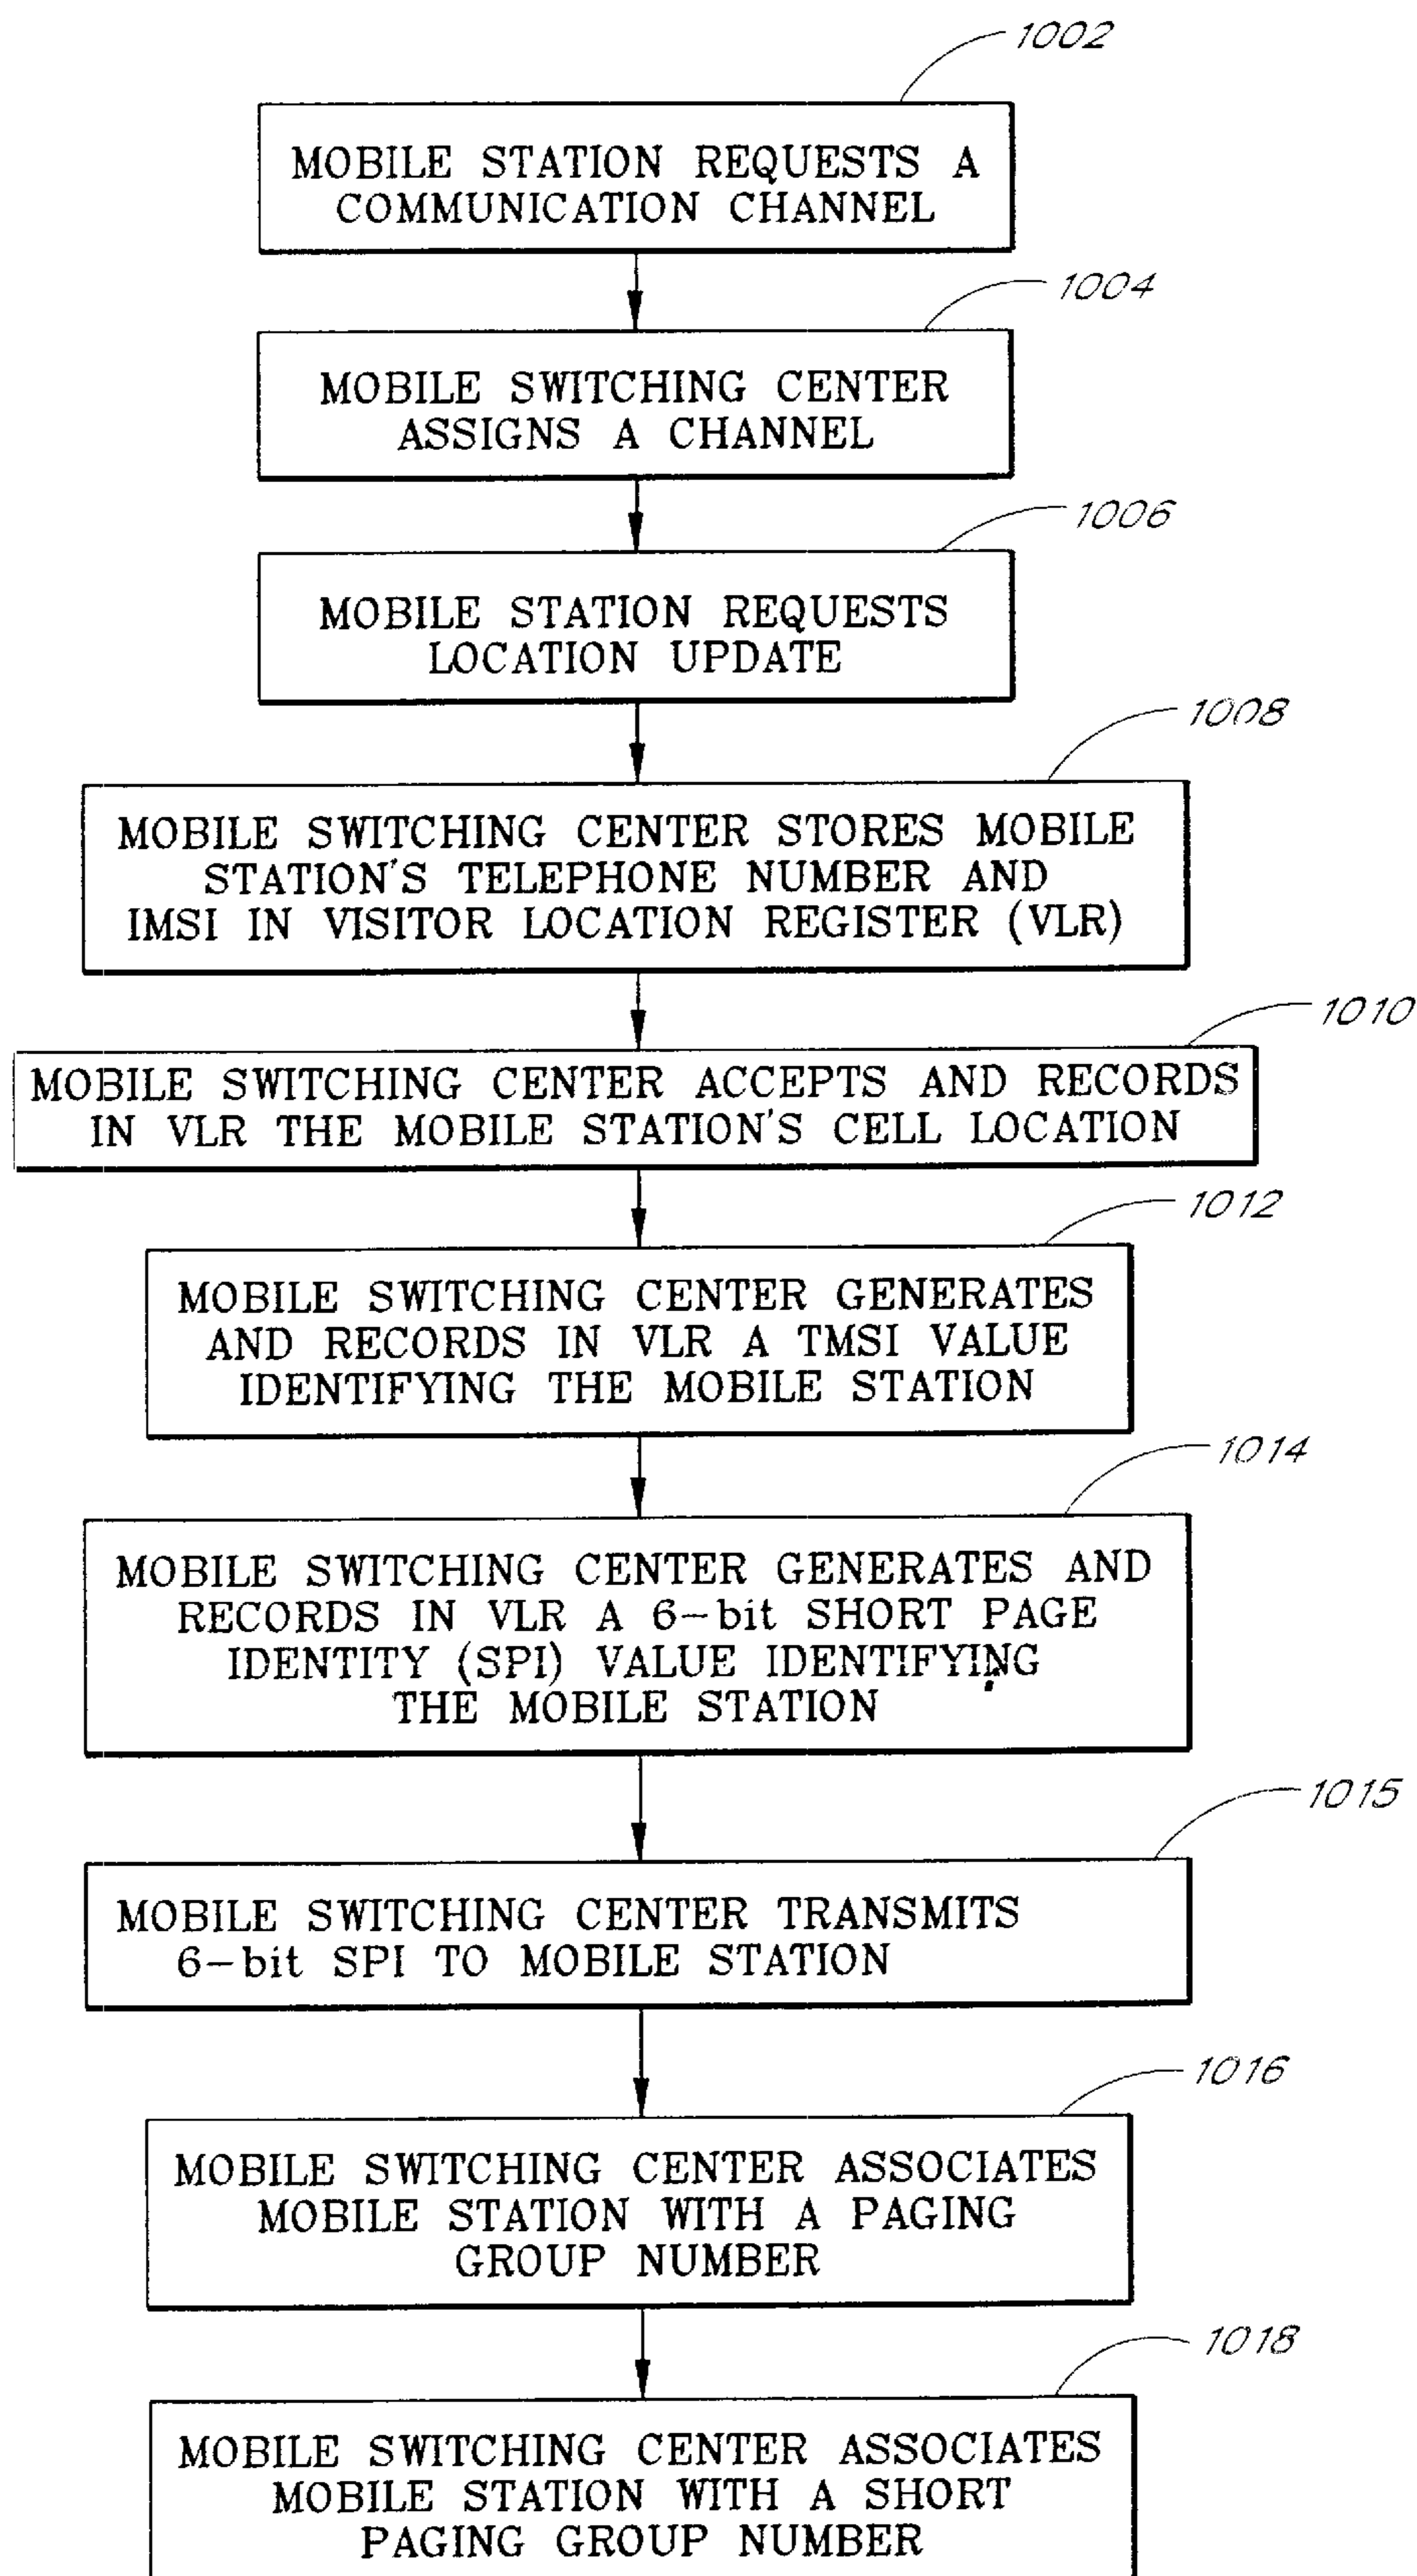 1002
MOBILE STATION REQUESTS A
COMMUNICATION CHANNEL
1004
MOBILE SWITCHING CENTER
ASSIGNS A CHANNEL
1006
MOBILE STATION REQUESTS
LOCATION UPDATE
1008
MOBILE SWITCHING CENTER STORES MOBILE
STATION'S TELEPHONE NUMBER AND
IMSI IN VISITOR LOCATION REGISTER (VLR)
1010
MOBILE SWITCHING CENTER ACCEPTS AND RECORDS
IN VLR THE MOBILE STATION'S CELL LOCATION
1012
MOBILE SWITCHING CENTER GENERATES
AND RECORDS IN VLR A TMSI VALUE
IDENTIFYING THE MOBILE STATION
1014
MOBILE SWITCHING CENTER GENERATES AND
RECORDS IN VLR A 6-bit SHORT PAGE
IDENTITY (SPI) VALUE IDENTIFYING
THE MOBILE STATION
1015
MOBILE SWITCHING CENTER TRANSMITS
6-bit SPI TO MOBILE STATION
1016
MOBILE SWITCHING CENTER ASSOCIATES
MOBILE STATION WITH A PAGING
GROUP NUMBER
1018
MOBILE SWITCHING CENTER ASSOCIATES
MOBILE STATION WITH A SHORT
PAGING GROUP NUMBER